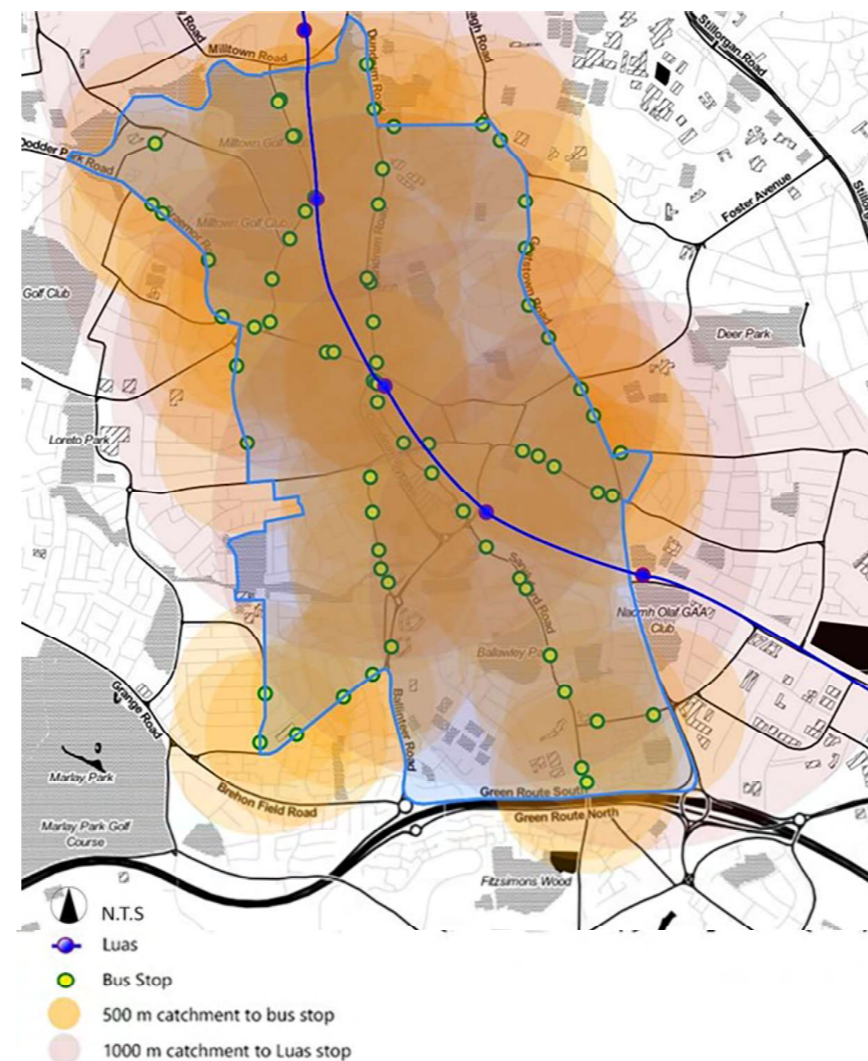 Road
Milltown Road
Dundrum Road
agh Road
Stillorgan Road
Milltown Golf
Dodder Park Road
Foster Avenue
Milltown Golf Club
Golf Club
Deer Park
Loreto Park
Road
Naomh Olaf GAA
Club
Ballawley P
Grange Road
Ballinteer Road
Marlay Park
Green Route South
Brehon Field Road
Green Route North
Marlay Park Golf
Course
Fitzsimons Wood
N.T.S
Luas
Bus Stop
500 m catchment to bus stop
1000 m catchment to Luas stop